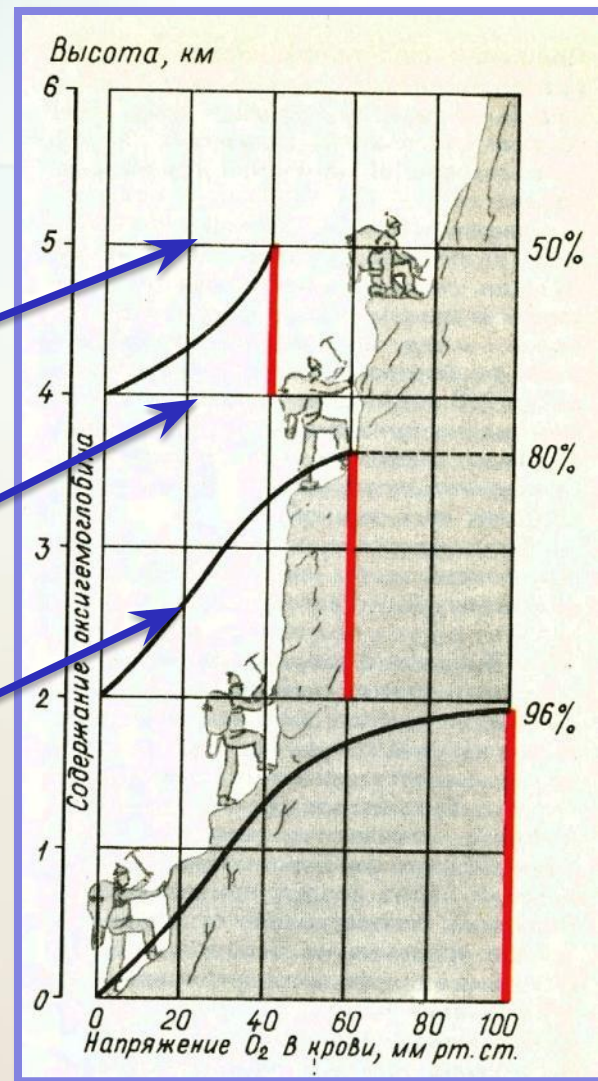 Высота, км
6
5
50%
4
80%
3
2
96%
1
0
Содержание оксигемоглобина
0 20 40 60 80 100
Напряжение O₂ в крови, мм рт.ст.